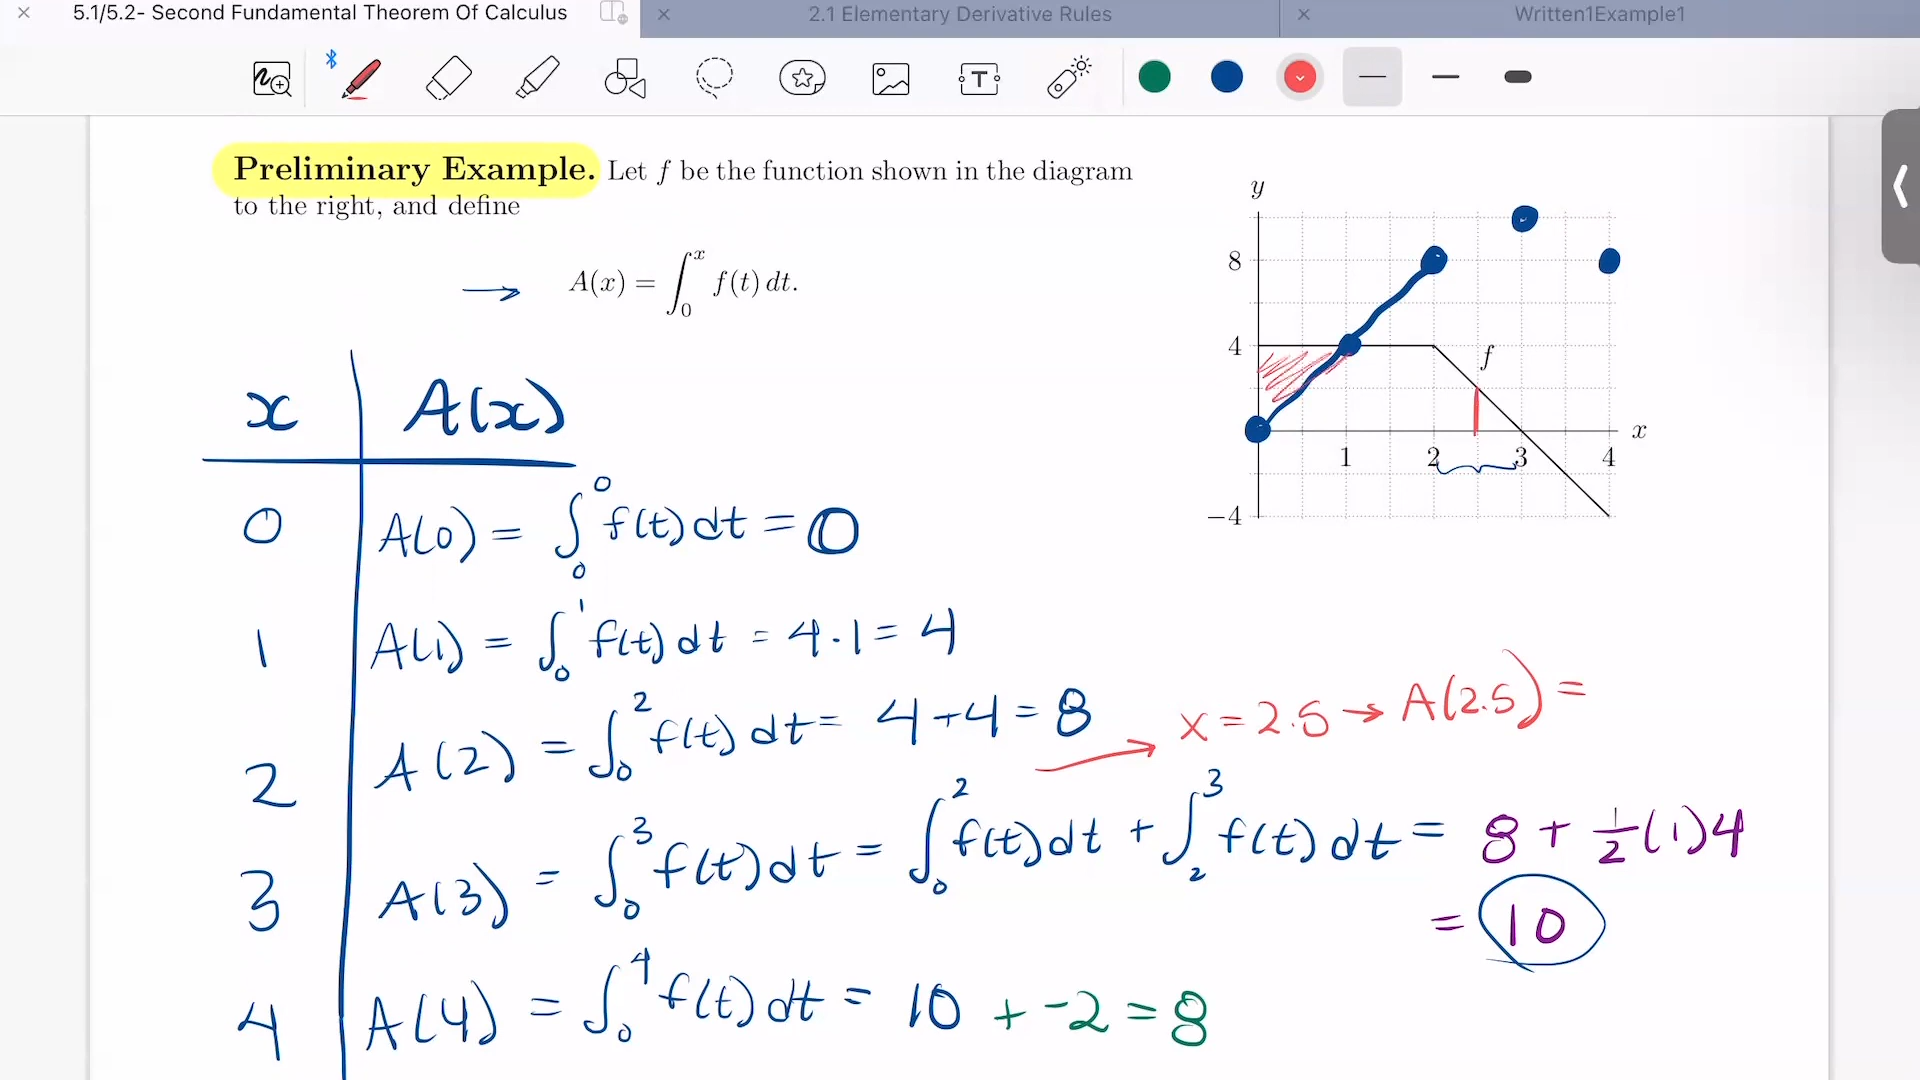 5.1/5.2- Second Fundamental Theorem Of Calculus
2.1 Elementary Derivative Rules
Written1Example1
Preliminary Example. Let f be the function shown in the diagram
to the right, and define
→ A(x) = ∫₀ˣ f(t) dt.
y
8
4
f
x
1 2 3 4
−4
x | A(x)
0 | A(0) = ∫₀⁰ f(t) dt = 0
1 | A(1) = ∫₀¹ f(t) dt = 4·1 = 4
2 | A(2) = ∫₀² f(t) dt = 4+4 = 8
→ x = 2.5 → A(2.5) =
3 | A(3) = ∫₀³ f(t) dt = ∫₀² f(t) dt + ∫₂³ f(t) dt = 8 + ½(1)4
= 10
4 | A(4) = ∫₀⁴ f(t) dt = 10 + -2 = 8